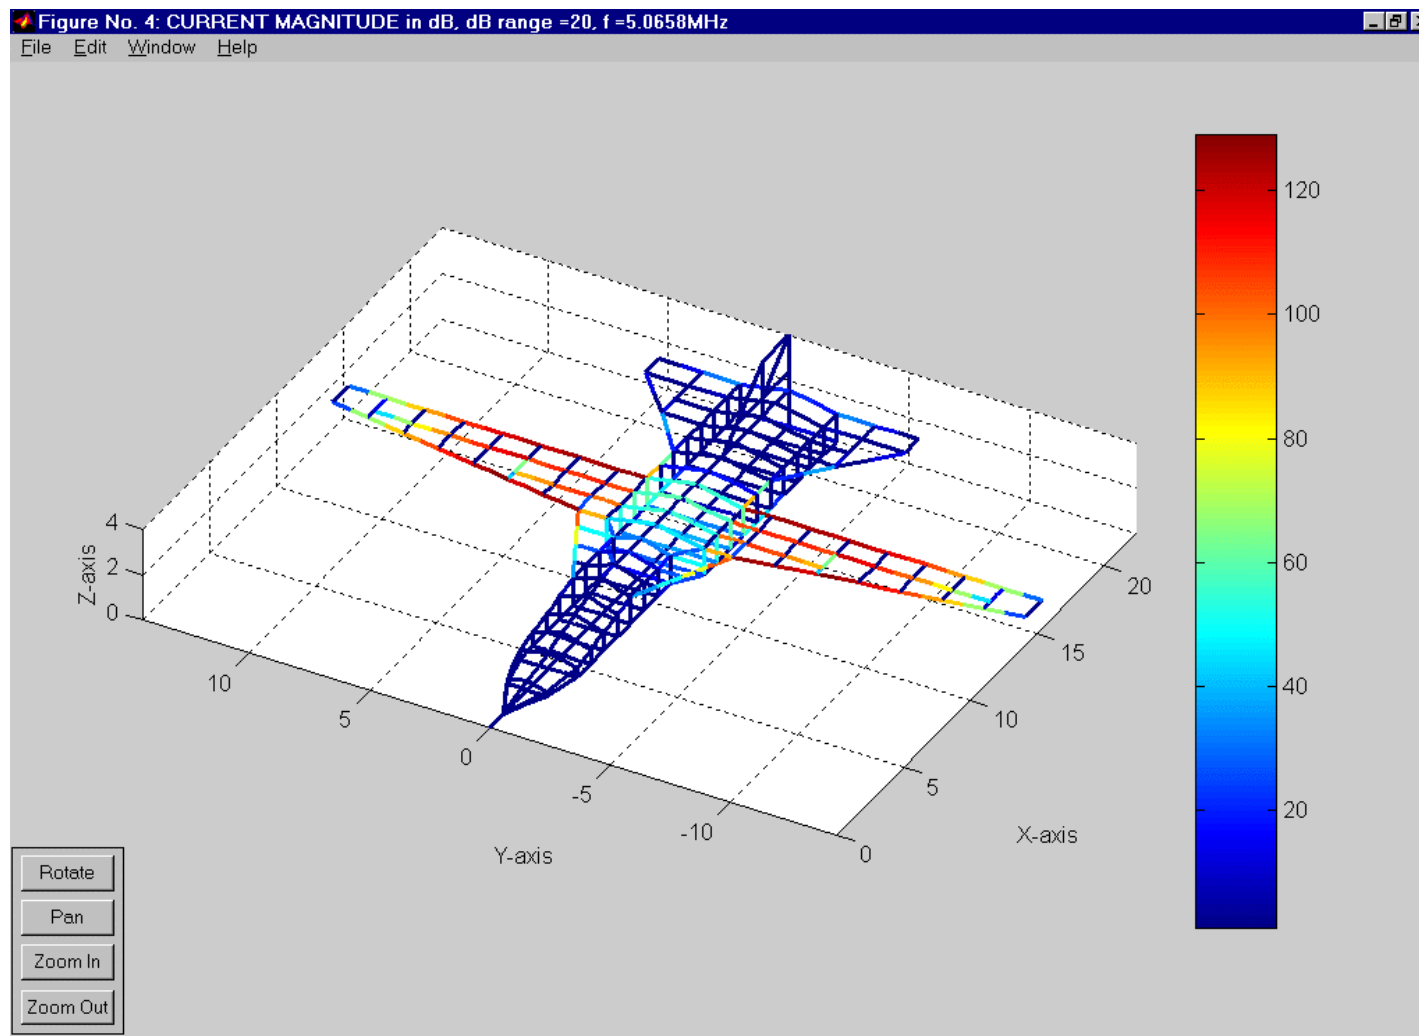 Figure No. 4: CURRENT MAGNITUDE in dB, dB range =20, f =5.0658MHz
File Edit Window Help
120
100
80
60
40
20
4
2
0
Z-axis
10
5
0
-5
-10
Y-axis
0
5
10
15
20
X-axis
Rotate
Pan
Zoom In
Zoom Out